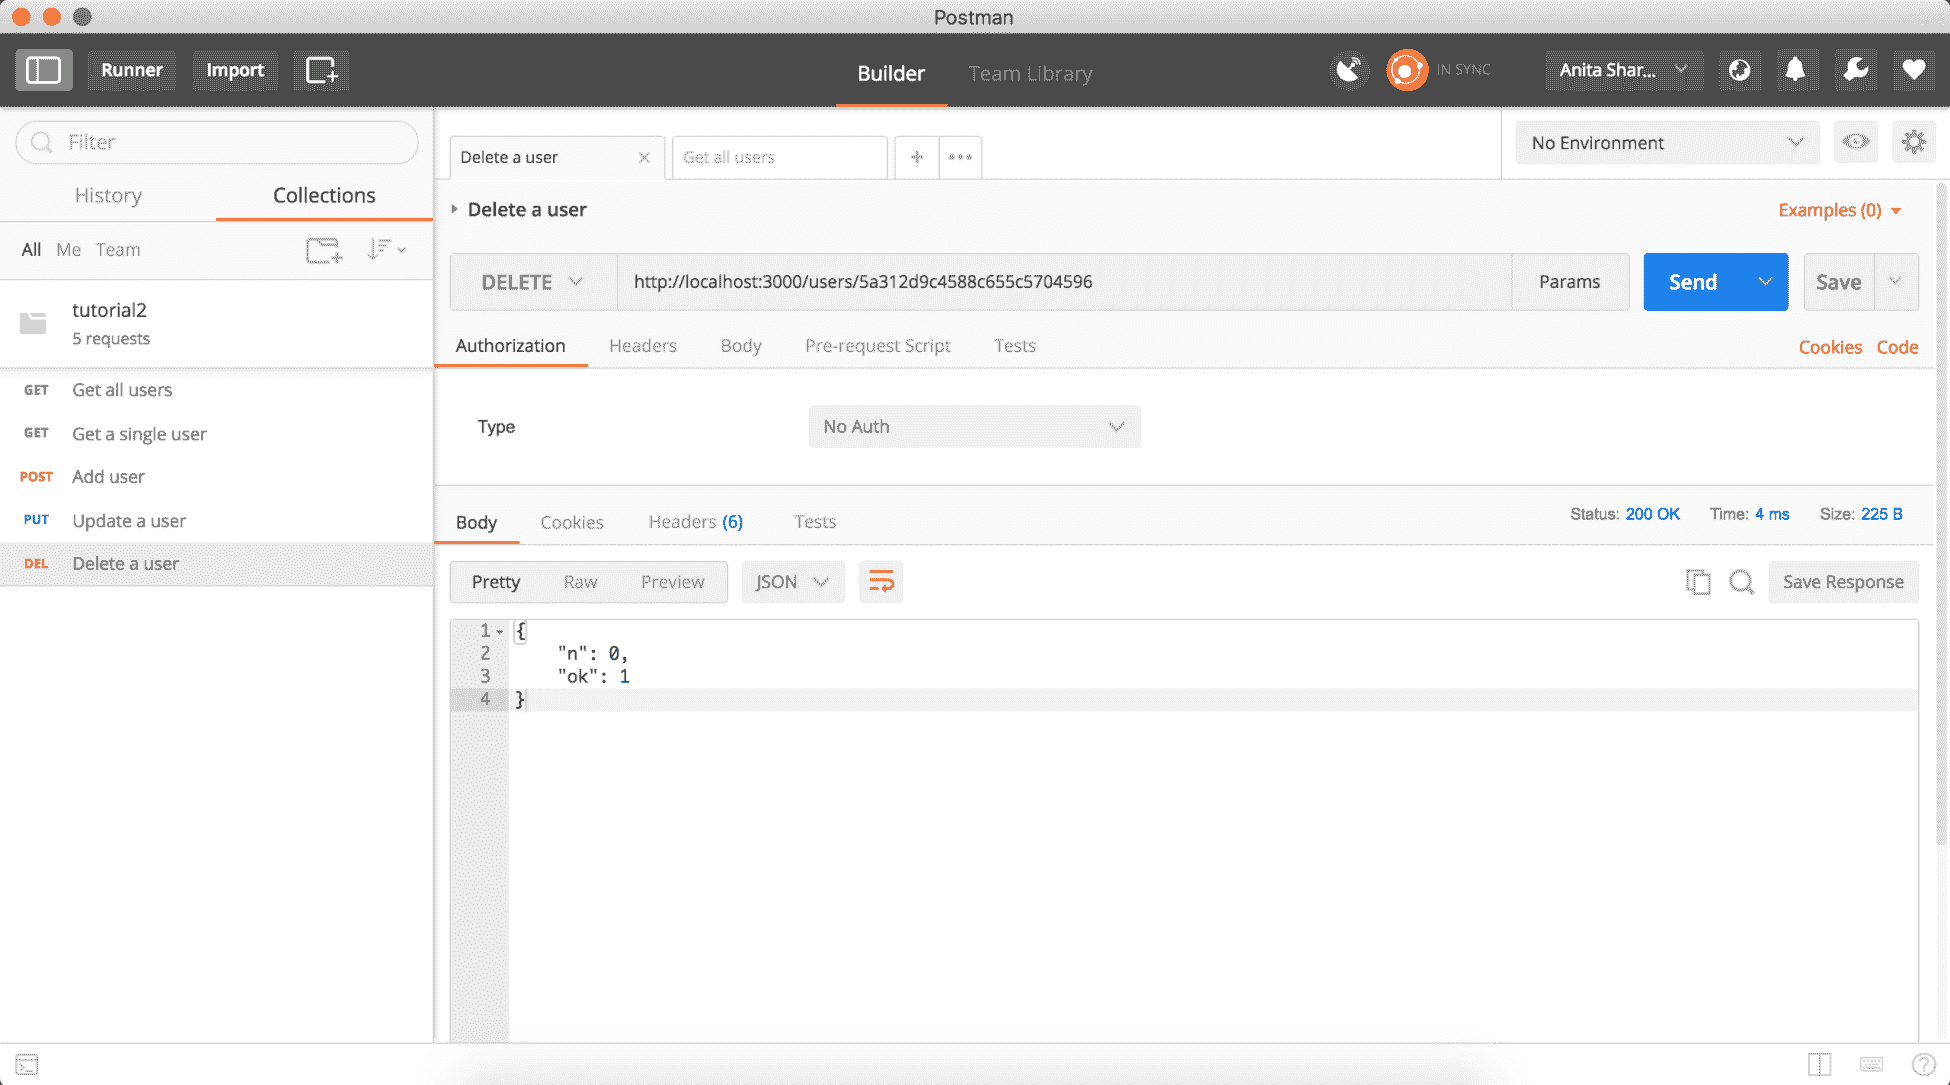 Postman
Runner Import Builder Team Library IN SYNC Anita Shar...
Filter
History Collections
All Me Team
tutorial2
5 requests
GET Get all users
GET Get a single user
POST Add user
PUT Update a user
DEL Delete a user
Delete a user Get all users No Environment
Delete a user Examples (0)
DELETE http://localhost:3000/users/5a312d9c4588c655c5704596 Params Send Save
Authorization Headers Body Pre-request Script Tests Cookies Code
Type No Auth
Body Cookies Headers (6) Tests Status: 200 OK Time: 4 ms Size: 225 B
Pretty Raw Preview JSON Save Response
1 {
2 "n": 0,
3 "ok": 1
4 }